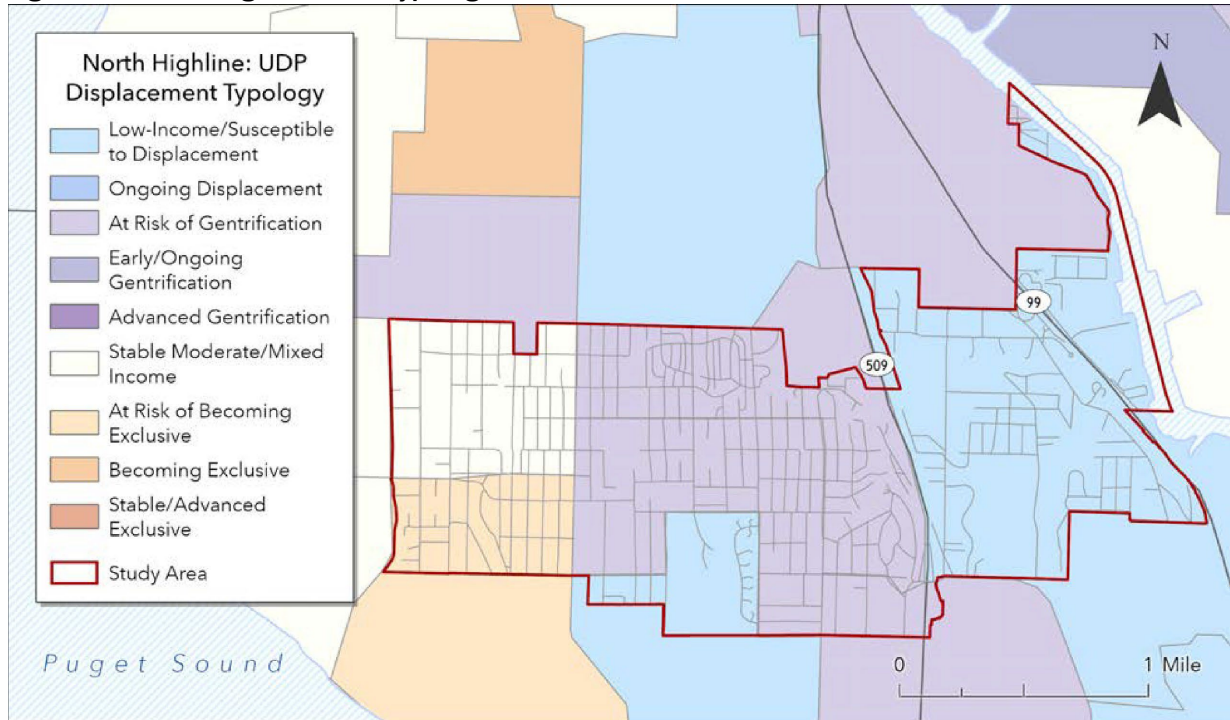 North Highline: UDP
Displacement Typology
Low-Income/Susceptible
to Displacement
Ongoing Displacement
At Risk of Gentrification
Early/Ongoing
Gentrification
Advanced Gentrification
Stable Moderate/Mixed
Income
At Risk of Becoming
Exclusive
Becoming Exclusive
Stable/Advanced
Exclusive
Study Area
N
99
509
Puget Sound
0 1 Mile